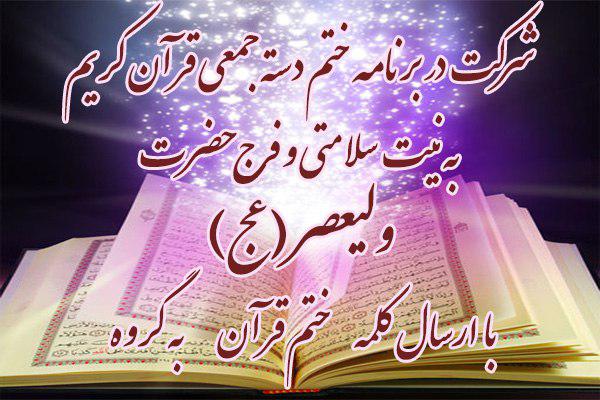 شرکت در برنامه ختم دسته جمعی قرآن کریم
به نیت سلامتی و فرج حضرت
ولیعصر (عج)
با ارسال کلمه ختم قرآن به گروه